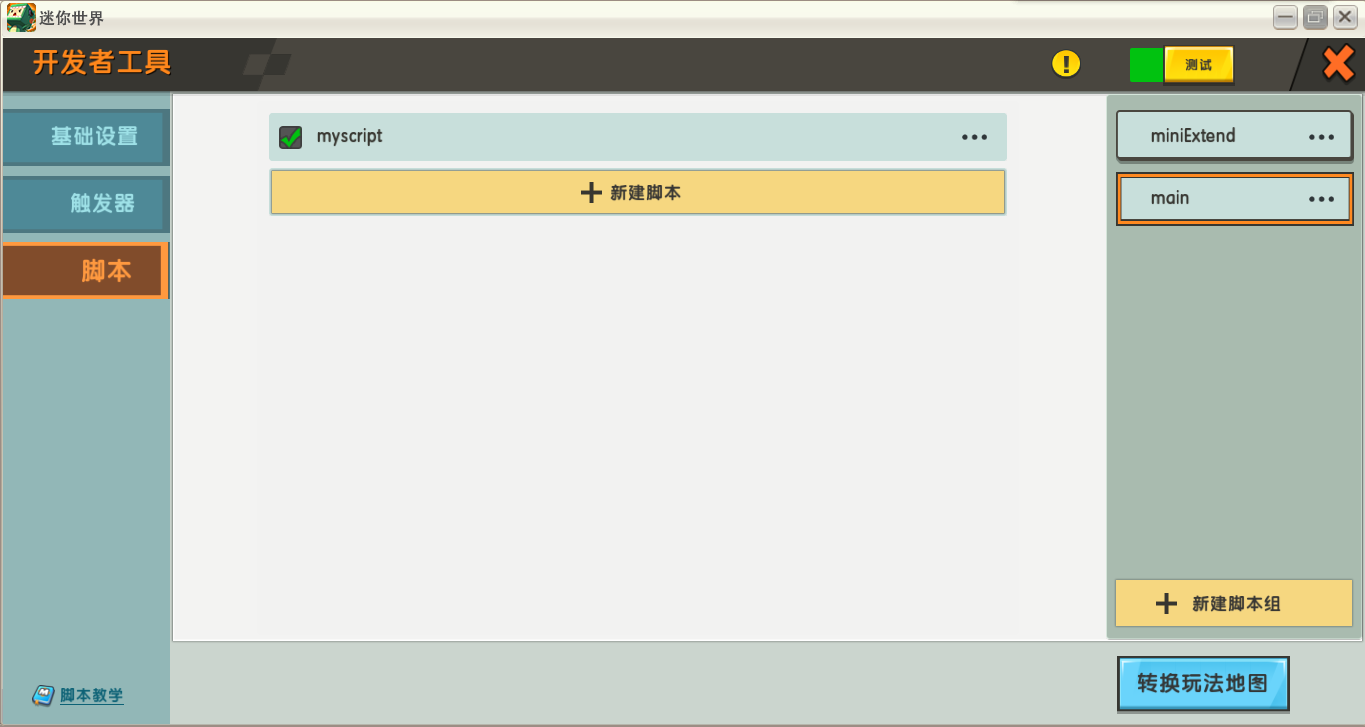 迷你世界
开发者工具
!
测试
基础设置
触发器
脚本
myscript
新建脚本
miniExtend
main
新建脚本组
脚本教学
转换玩法地图